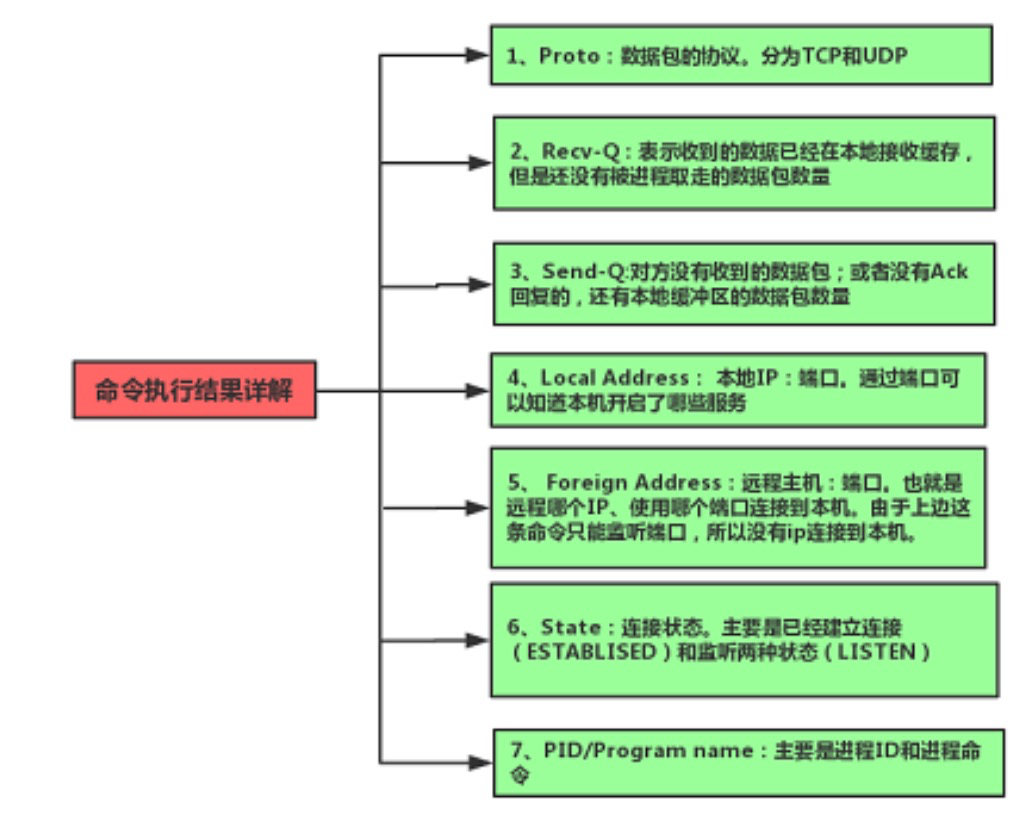 1、Proto：数据包的协议。分为TCP和UDP
2、Recv-Q：表示收到的数据已经在本地接收缓存，
但是还没有被进程取走的数据包数量
3、Send-Q:对方没有收到的数据包；或者没有Ack
回复的，还有本地缓冲区的数据包数量
命令执行结果详解
4、Local Address： 本地IP：端口。通过端口可
以知道本机开启了哪些服务
5、 Foreign Address：远程主机：端口。也就是
远程哪个IP、使用哪个端口连接到本机。由于上边这
条命令只能监听端口，所以没有ip连接到本机。
6、State：连接状态。主要是已经建立连接
（ESTABLISED）和监听两种状态（LISTEN）
7、PID/Program name：主要是进程ID和进程命
令